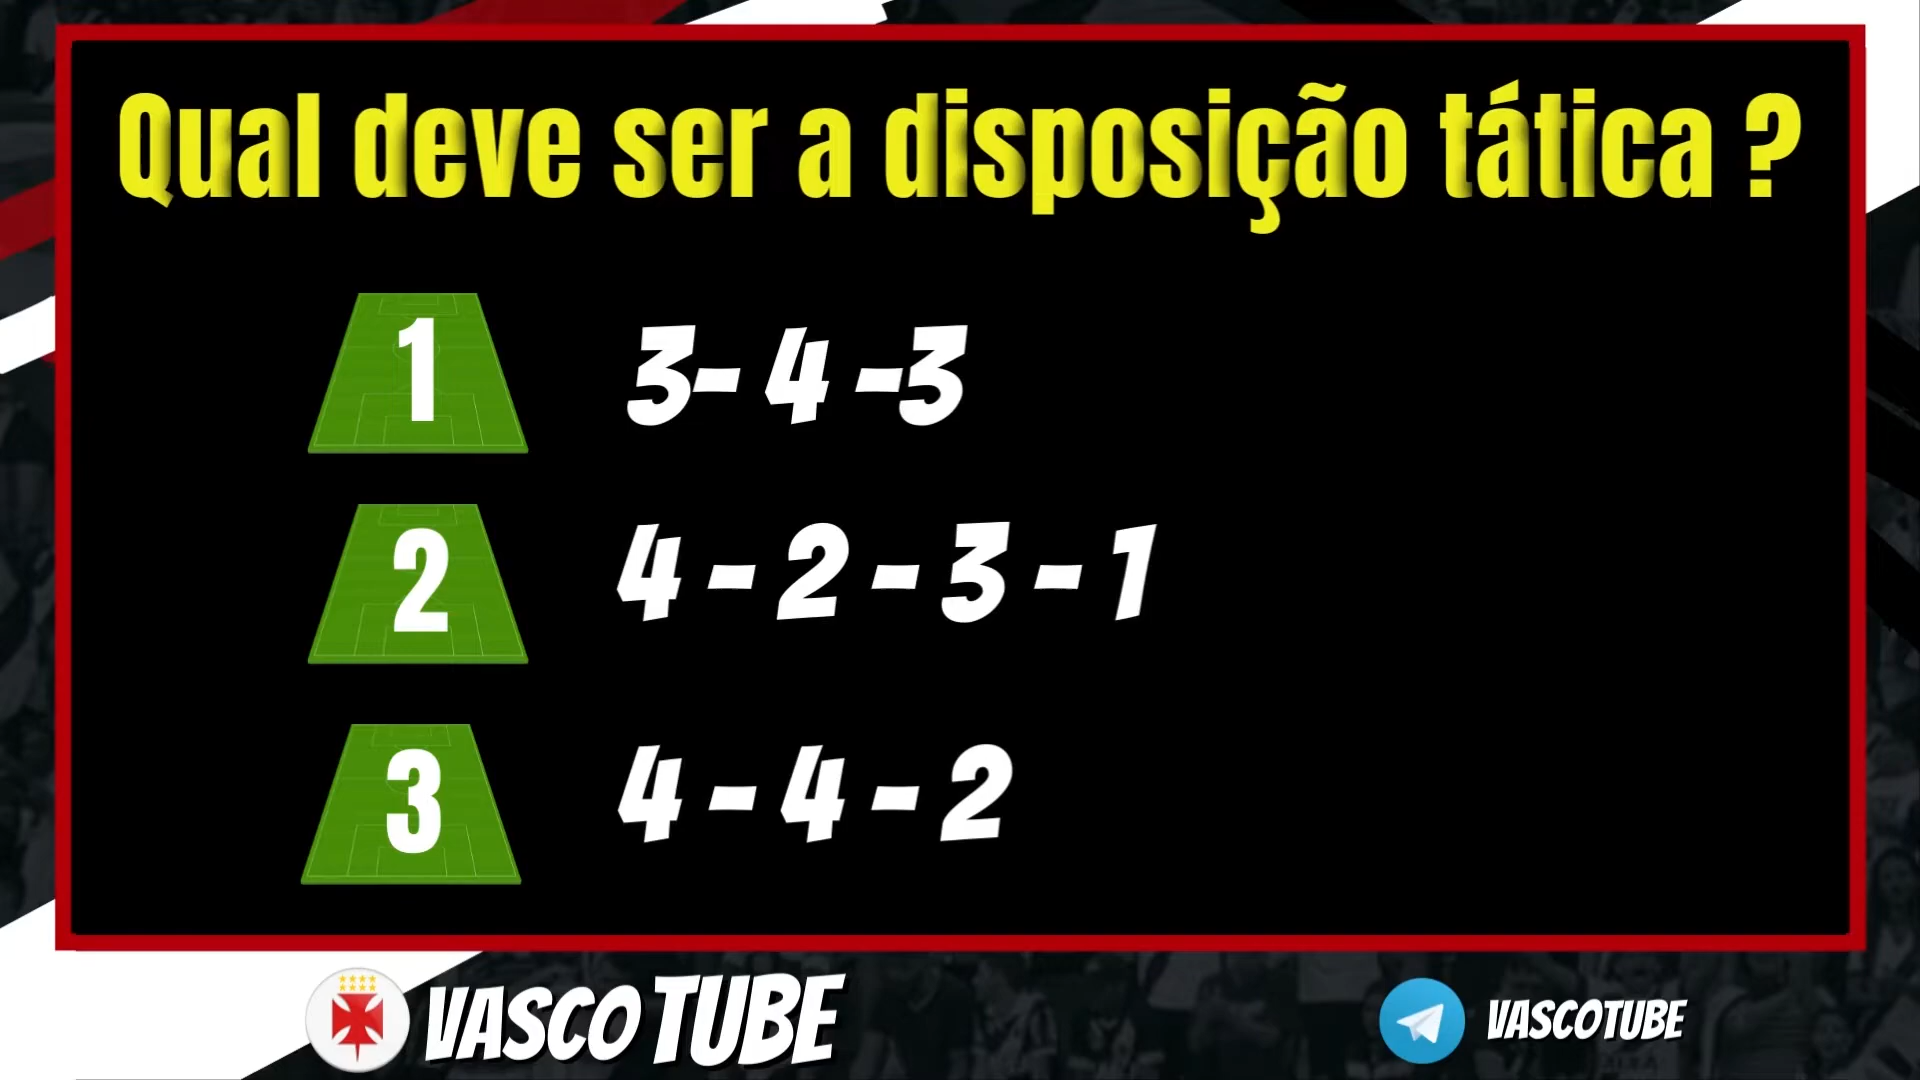 Qual deve ser a disposição tática ?
1 3- 4 -3
2 4 - 2 - 3 - 1
3 4 - 4 - 2
VASCO TUBE VASCOTUBE